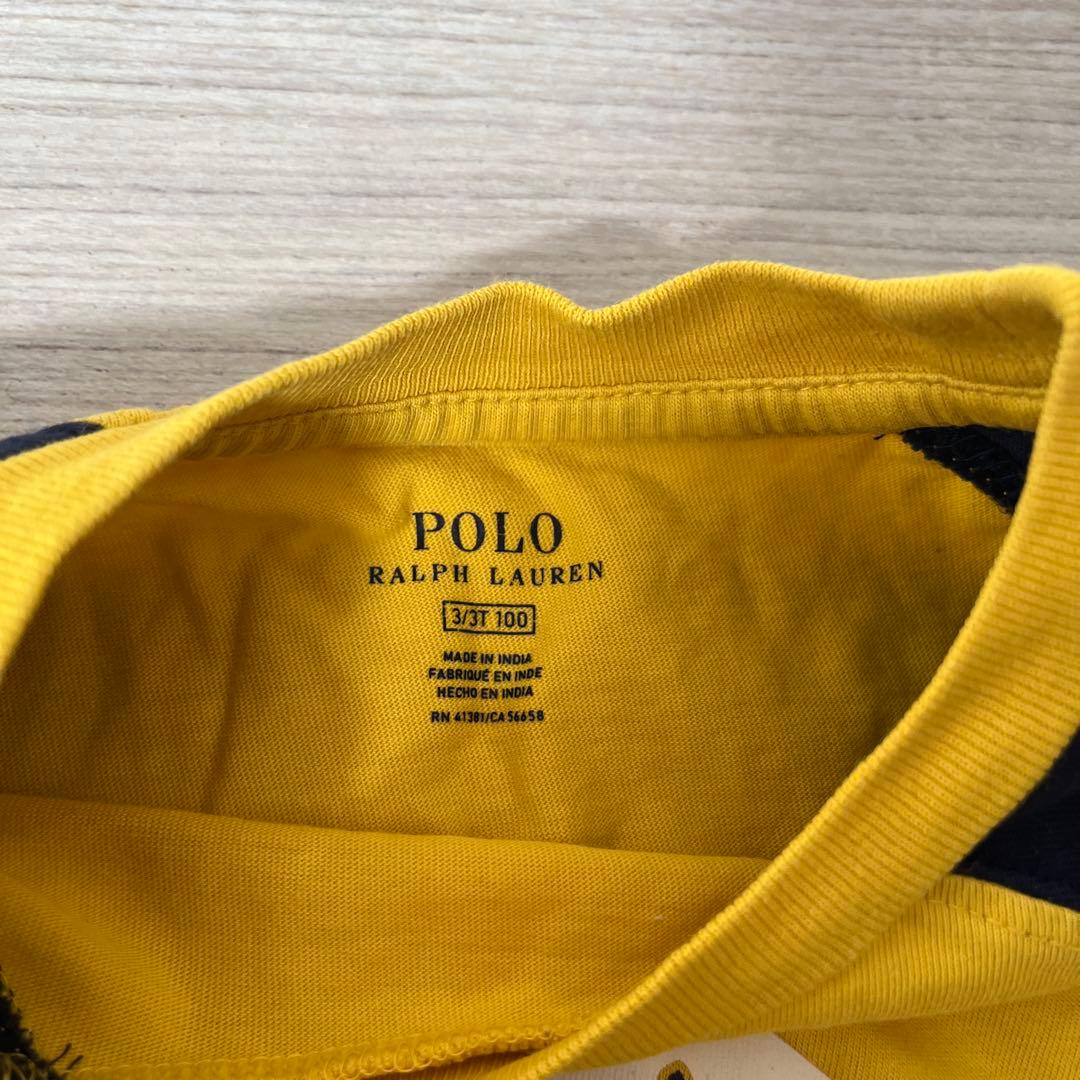 POLO
RALPH LAUREN
3/3T 100
MADE IN INDIA
FABRIQUÉ EN INDE
HECHO EN INDIA
RN 41381/CA 56658